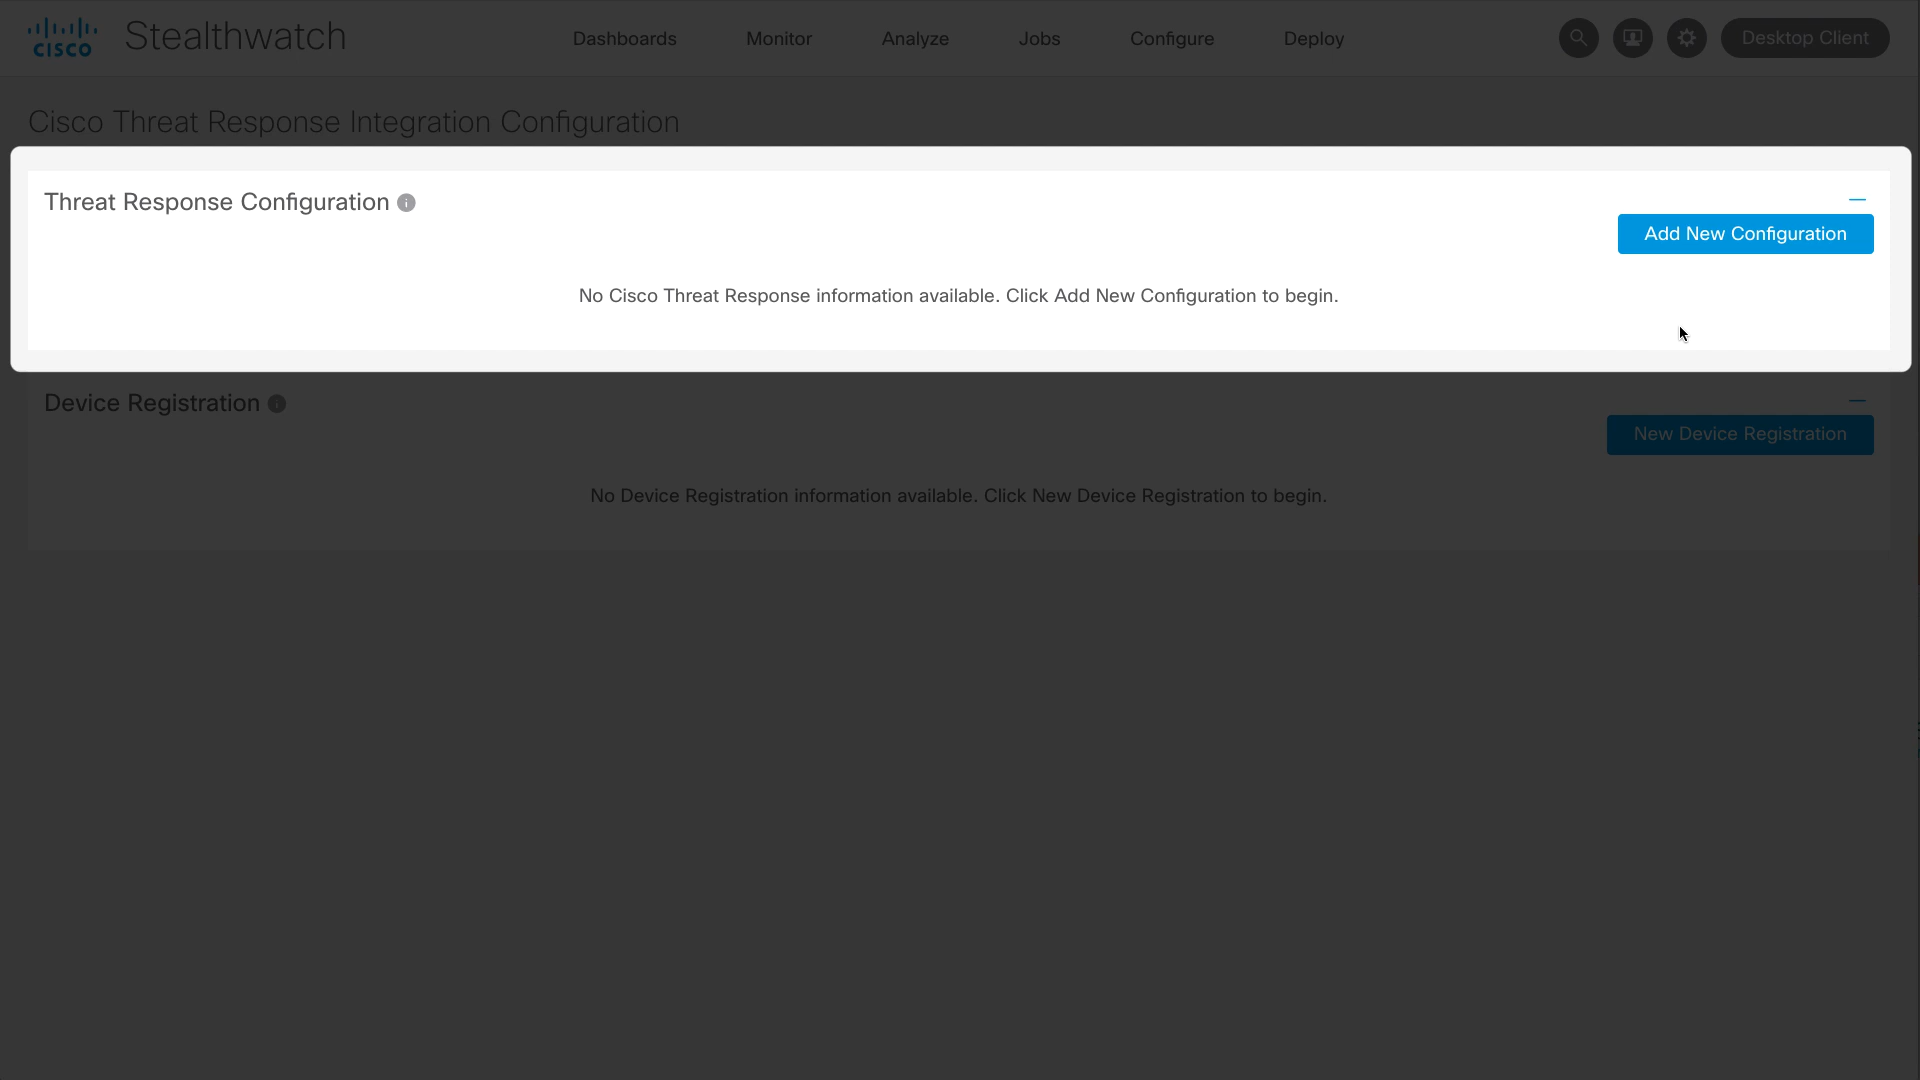 CISCO Stealthwatch Dashboards Monitor Analyze Jobs Configure Deploy Desktop Client
Cisco Threat Response Integration Configuration
Threat Response Configuration
Add New Configuration
No Cisco Threat Response information available. Click Add New Configuration to begin.
Device Registration
New Device Registration
No Device Registration information available. Click New Device Registration to begin.